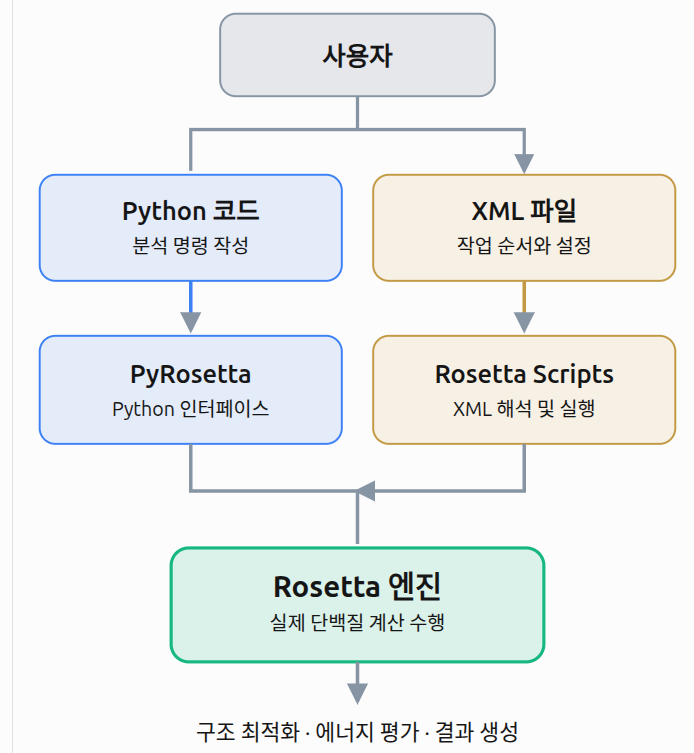 사용자
Python 코드
분석 명령 작성
XML 파일
작업 순서와 설정
PyRosetta
Python 인터페이스
Rosetta Scripts
XML 해석 및 실행
Rosetta 엔진
실제 단백질 계산 수행
구조 최적화 · 에너지 평가 · 결과 생성